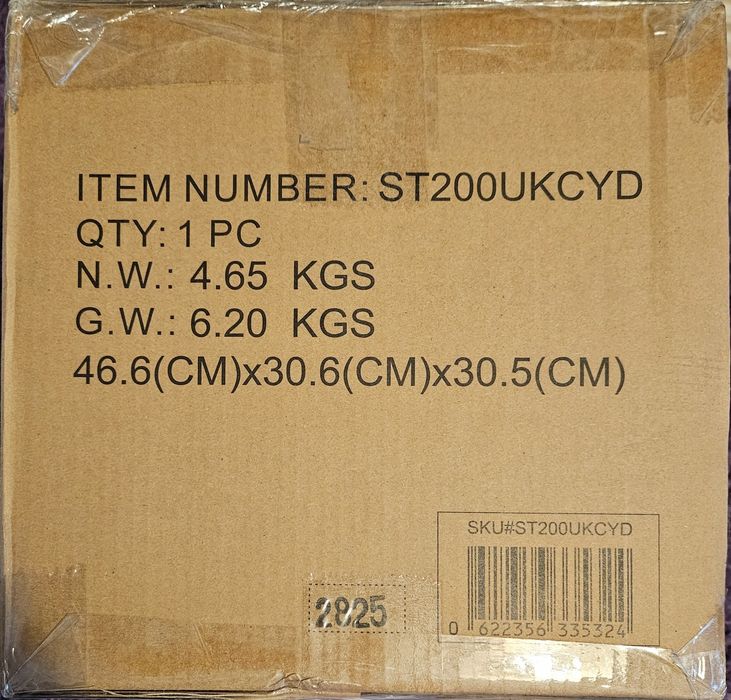 ITEM NUMBER: ST200UKCYD
QTY: 1 PC
N.W.: 4.65 KGS
G.W.: 6.20 KGS
46.6(CM)x30.6(CM)x30.5(CM)
SKU#ST200UKCYD
2825
0 622356 335324